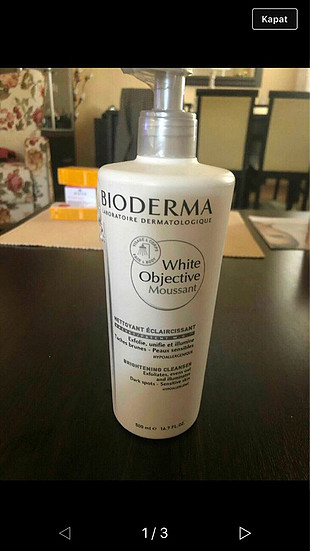 Kapat
BIODERMA
LABORATOIRE DERMATOLOGIQUE
White
Objective
Moussant
NETTOYANT ÉCLAIRCISSANT
Exfolie, unifie et illumine
Taches brunes - Peaux sensibles
HYPOALLERGÉNIQUE
BRIGHTENING CLEANSER
Exfoliates, evens out
and illuminates
Dark spots - Sensitive skin
500 ml e 16.7 FL.OZ
1/3